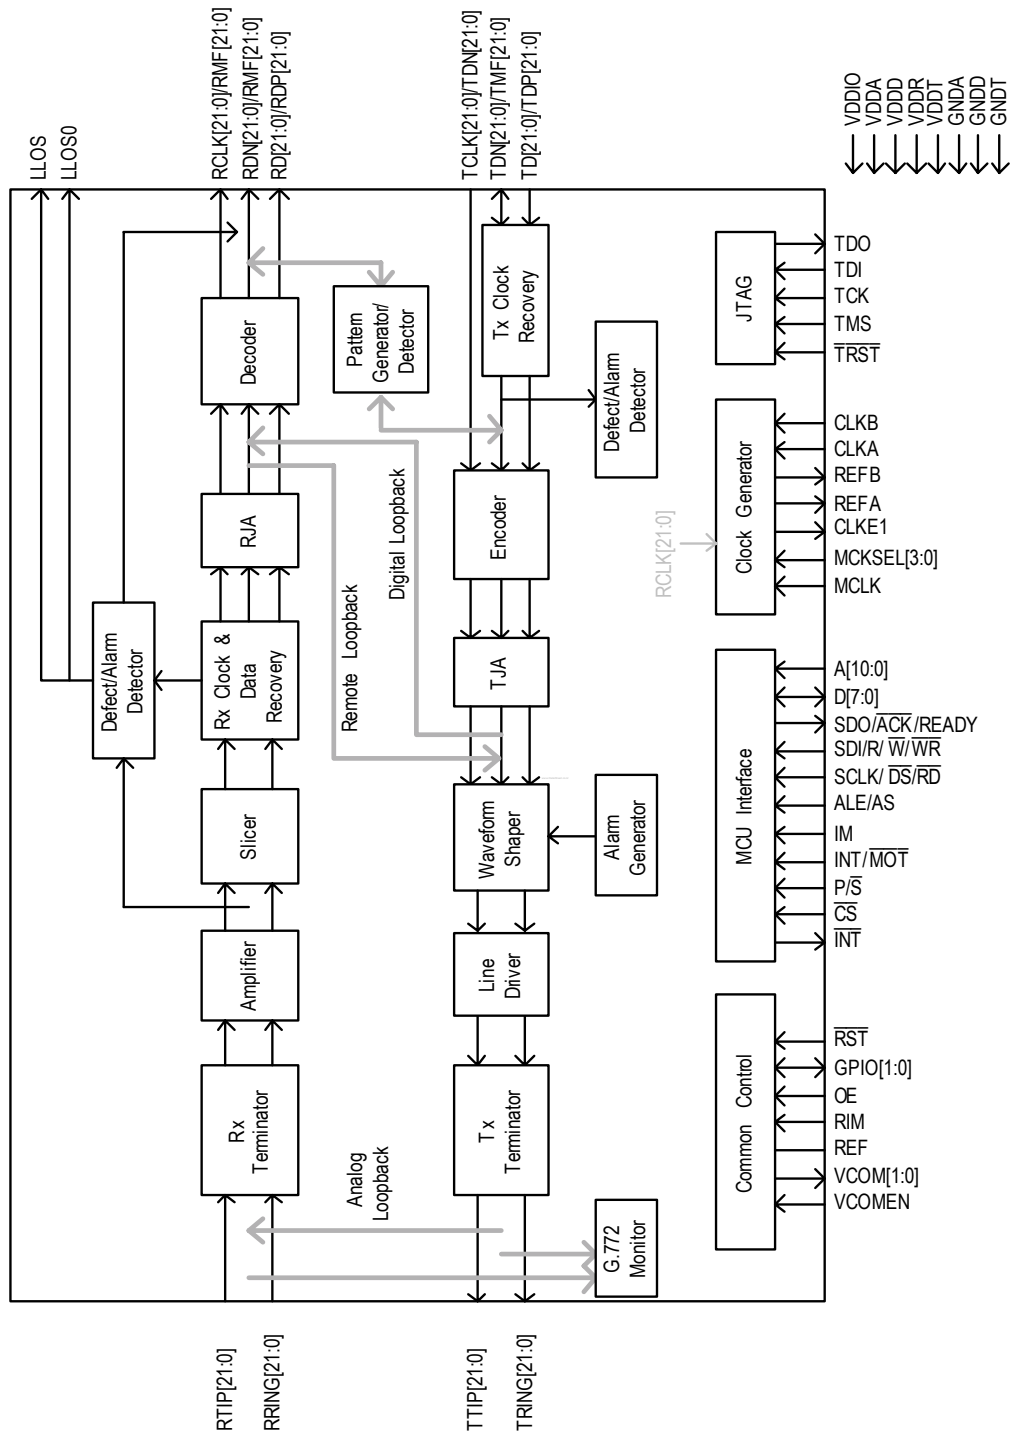 LLOS
LLOS0
RCLK[21:0]/RMF[21:0]
RDN[21:0]/RMF[21:0]
RD[21:0]/RDP[21:0]
TCLK[21:0]/TDN[21:0]
TDN[21:0]/TMF[21:0]
TD[21:0]/TDP[21:0]
VDDIO
VDDA
VDDD
VDDR
VDDT
GNDA
GNDD
GNDT
Decoder
Pattern
Generator/
Detector
Tx Clock
Recovery
Defect/Alarm
Detector
RJA
Digital Loopback
Encoder
Defect/Alarm
Detector
Rx Clock &
Data
Recovery
Remote Loopback
TJA
Slicer
Waveform
Shaper
Alarm
Generator
Amplifier
Line
Driver
Rx
Terminator
Analog
Loopback
Tx
Terminator
G.772
Monitor
JTAG
TDO
TDI
TCK
TMS
TRST
RCLK[21:0]
Clock Generator
CLKB
CLKA
REFB
REFA
CLKE1
MCKSEL[3:0]
MCLK
MCU Interface
A[10:0]
D[7:0]
SDO/ACK/READY
SDI/R/ W/WR
SCLK/ DS/RD
ALE/AS
IM
INT/MOT
P/S
CS
INT
Common Control
RST
GPIO[1:0]
OE
RIM
REF
VCOM[1:0]
VCOMEN
RTIP[21:0]
RRING[21:0]
TTIP[21:0]
TRING[21:0]